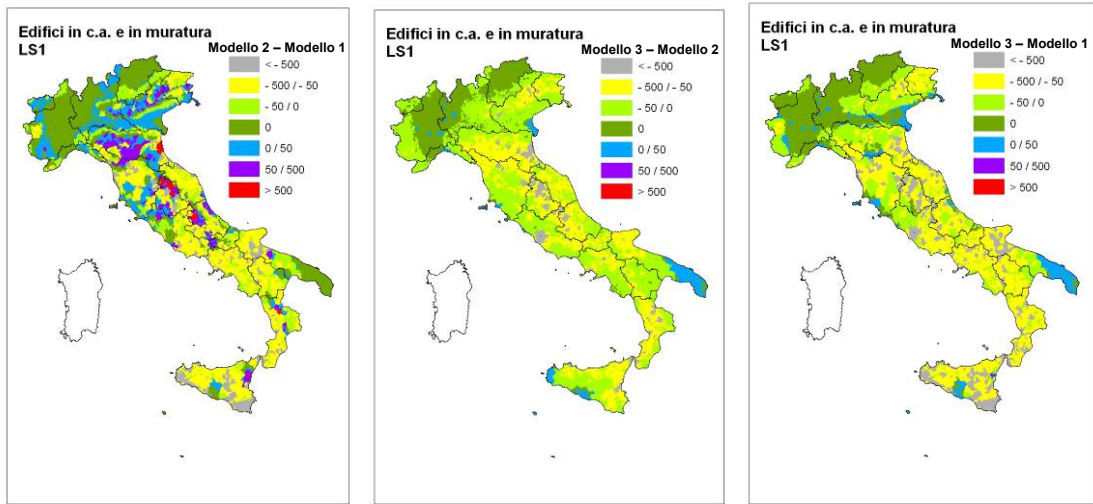 Edifici in c.a. e in muratura
LS1
Modello 2 – Modello 1
< - 500
- 500 / - 50
- 50 / 0
0
0 / 50
50 / 500
> 500
Edifici in c.a. e in muratura
LS1
Modello 3 – Modello 2
< - 500
- 500 / - 50
- 50 / 0
0
0 / 50
50 / 500
> 500
Edifici in c.a. e in muratura
LS1
Modello 3 – Modello 1
< - 500
- 500 / - 50
- 50 / 0
0
0 / 50
50 / 500
> 500